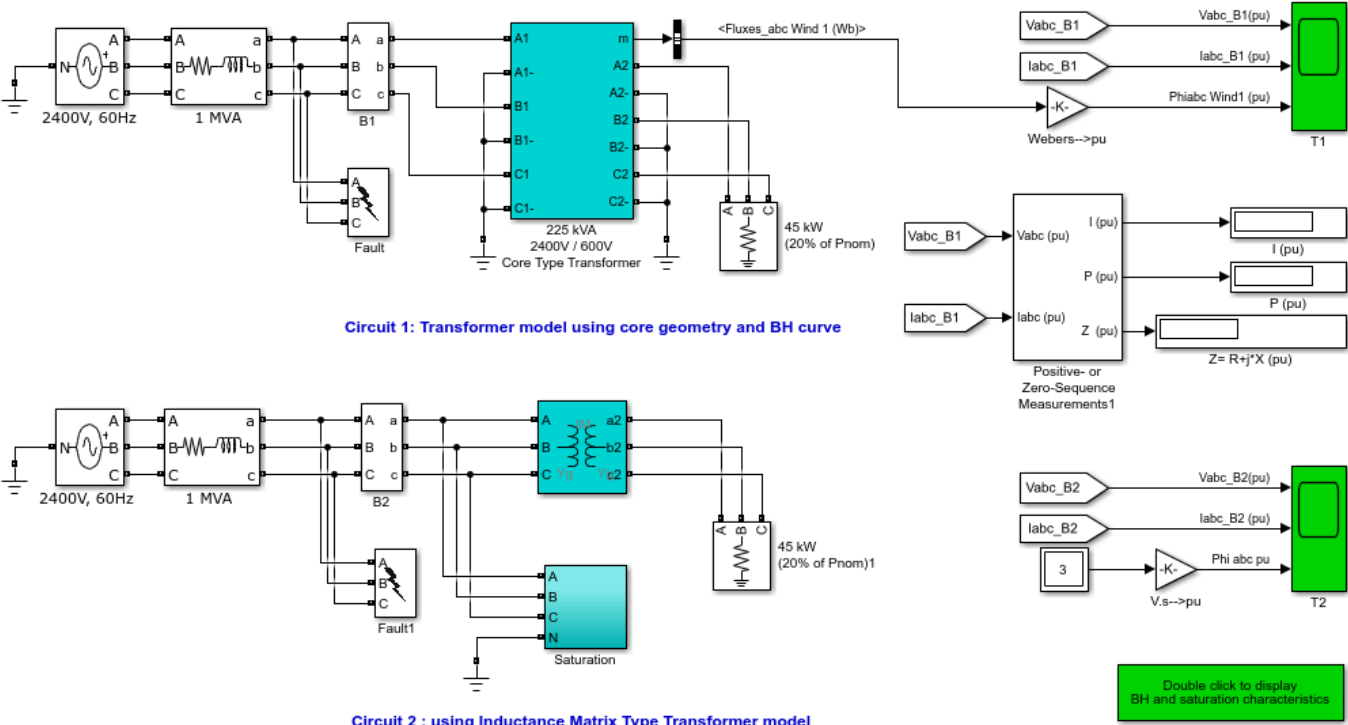 A
B
C
N
+
A
B
C
2400V, 60Hz
A
B
C
a
b
c
1 MVA
A
B
C
a
b
c
B1
A
B
C
Fault
A1
A1-
B1
B1-
C1
C1-
m
A2
A2-
B2
B2-
C2
C2-
225 kVA
2400V / 600V
Core Type Transformer
<Fluxes_abc Wind 1 (Wb)>
A
B
C
45 kW
(20% of Pnom)
Vabc_B1
Iabc_B1
-K-
Webers-->pu
Vabc_B1(pu)
Iabc_B1 (pu)
Phiabc Wind1 (pu)
T1
Vabc_B1
Iabc_B1
Vabc (pu)
Iabc (pu)
I (pu)
P (pu)
Z (pu)
Positive- or
Zero-Sequence
Measurements1
I (pu)
P (pu)
Z= R+j*X (pu)
Circuit 1: Transformer model using core geometry and BH curve
N
+
A
B
C
2400V, 60Hz
A
B
C
a
b
c
1 MVA
A
B
C
a
b
c
B2
A
B
C
Fault1
A
B
C
Yg
a2
b2
c2
A
B
C
45 kW
(20% of Pnom)1
A
B
C
N
Saturation
Vabc_B2
Iabc_B2
3
-K-
V.s-->pu
Vabc_B2(pu)
Iabc_B2 (pu)
Phi abc pu
T2
Double click to display
BH and saturation characteristics
Circuit 2 : using Inductance Matrix Type Transformer model